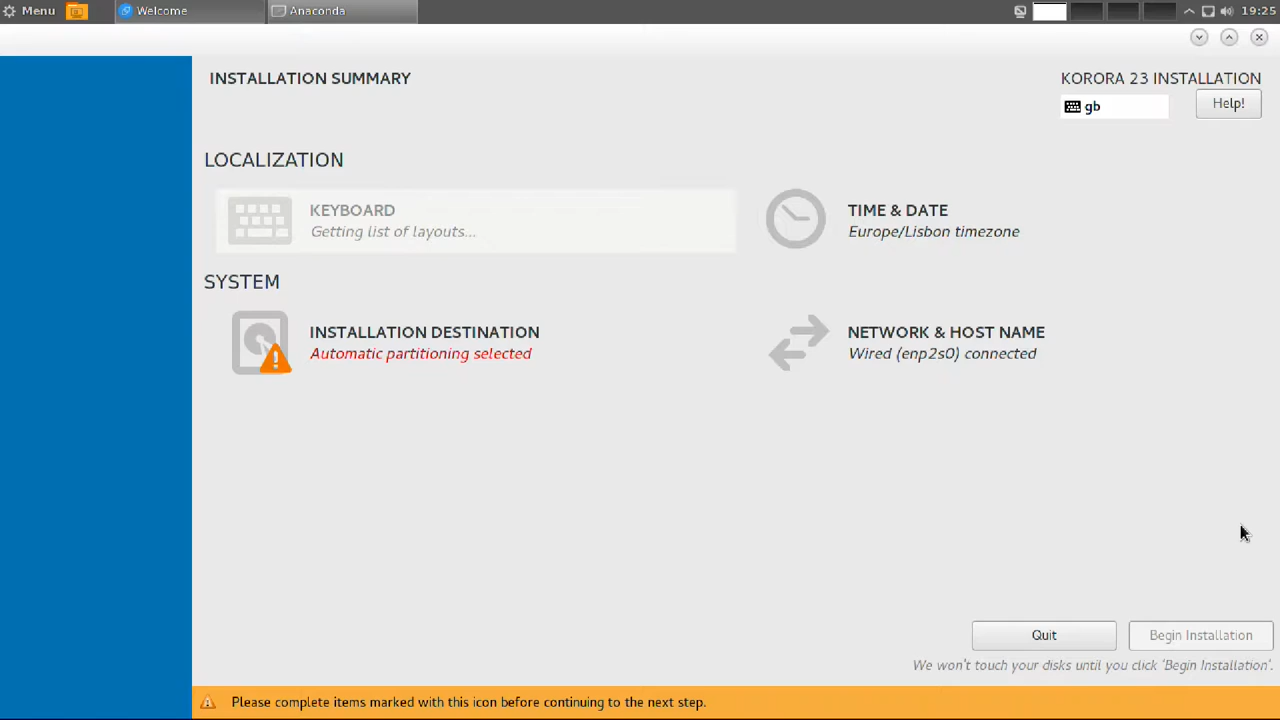 Menu
Welcome
Anaconda
19:25
INSTALLATION SUMMARY
KORORA 23 INSTALLATION
gb
Help!
LOCALIZATION
KEYBOARD
Getting list of layouts...
TIME & DATE
Europe/Lisbon timezone
SYSTEM
INSTALLATION DESTINATION
Automatic partitioning selected
NETWORK & HOST NAME
Wired (enp2s0) connected
Quit
Begin Installation
We won't touch your disks until you click 'Begin Installation'.
Please complete items marked with this icon before continuing to the next step.